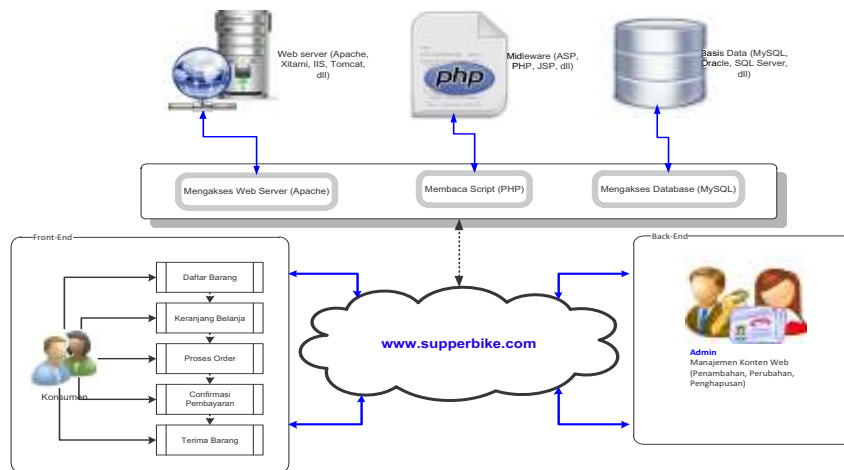 Web server (Apache,
Xitami, IIS, Tomcat,
dll)
php
Midleware (ASP,
PHP, JSP, dll)
Basis Data (MySQL,
Oracle, SQL Server,
dll)
Mengakses Web Server (Apache)
Membaca Script (PHP)
Mengakses Database (MySQL)
Front-End
Daftar Barang
Keranjang Belanja
Proses Order
Confirmasi
Pembayaran
Terima Barang
Konsumen
www.supperbike.com
Back-End
Admin
Manajemen Konten Web
(Penambahan, Perubahan,
Penghapusan)